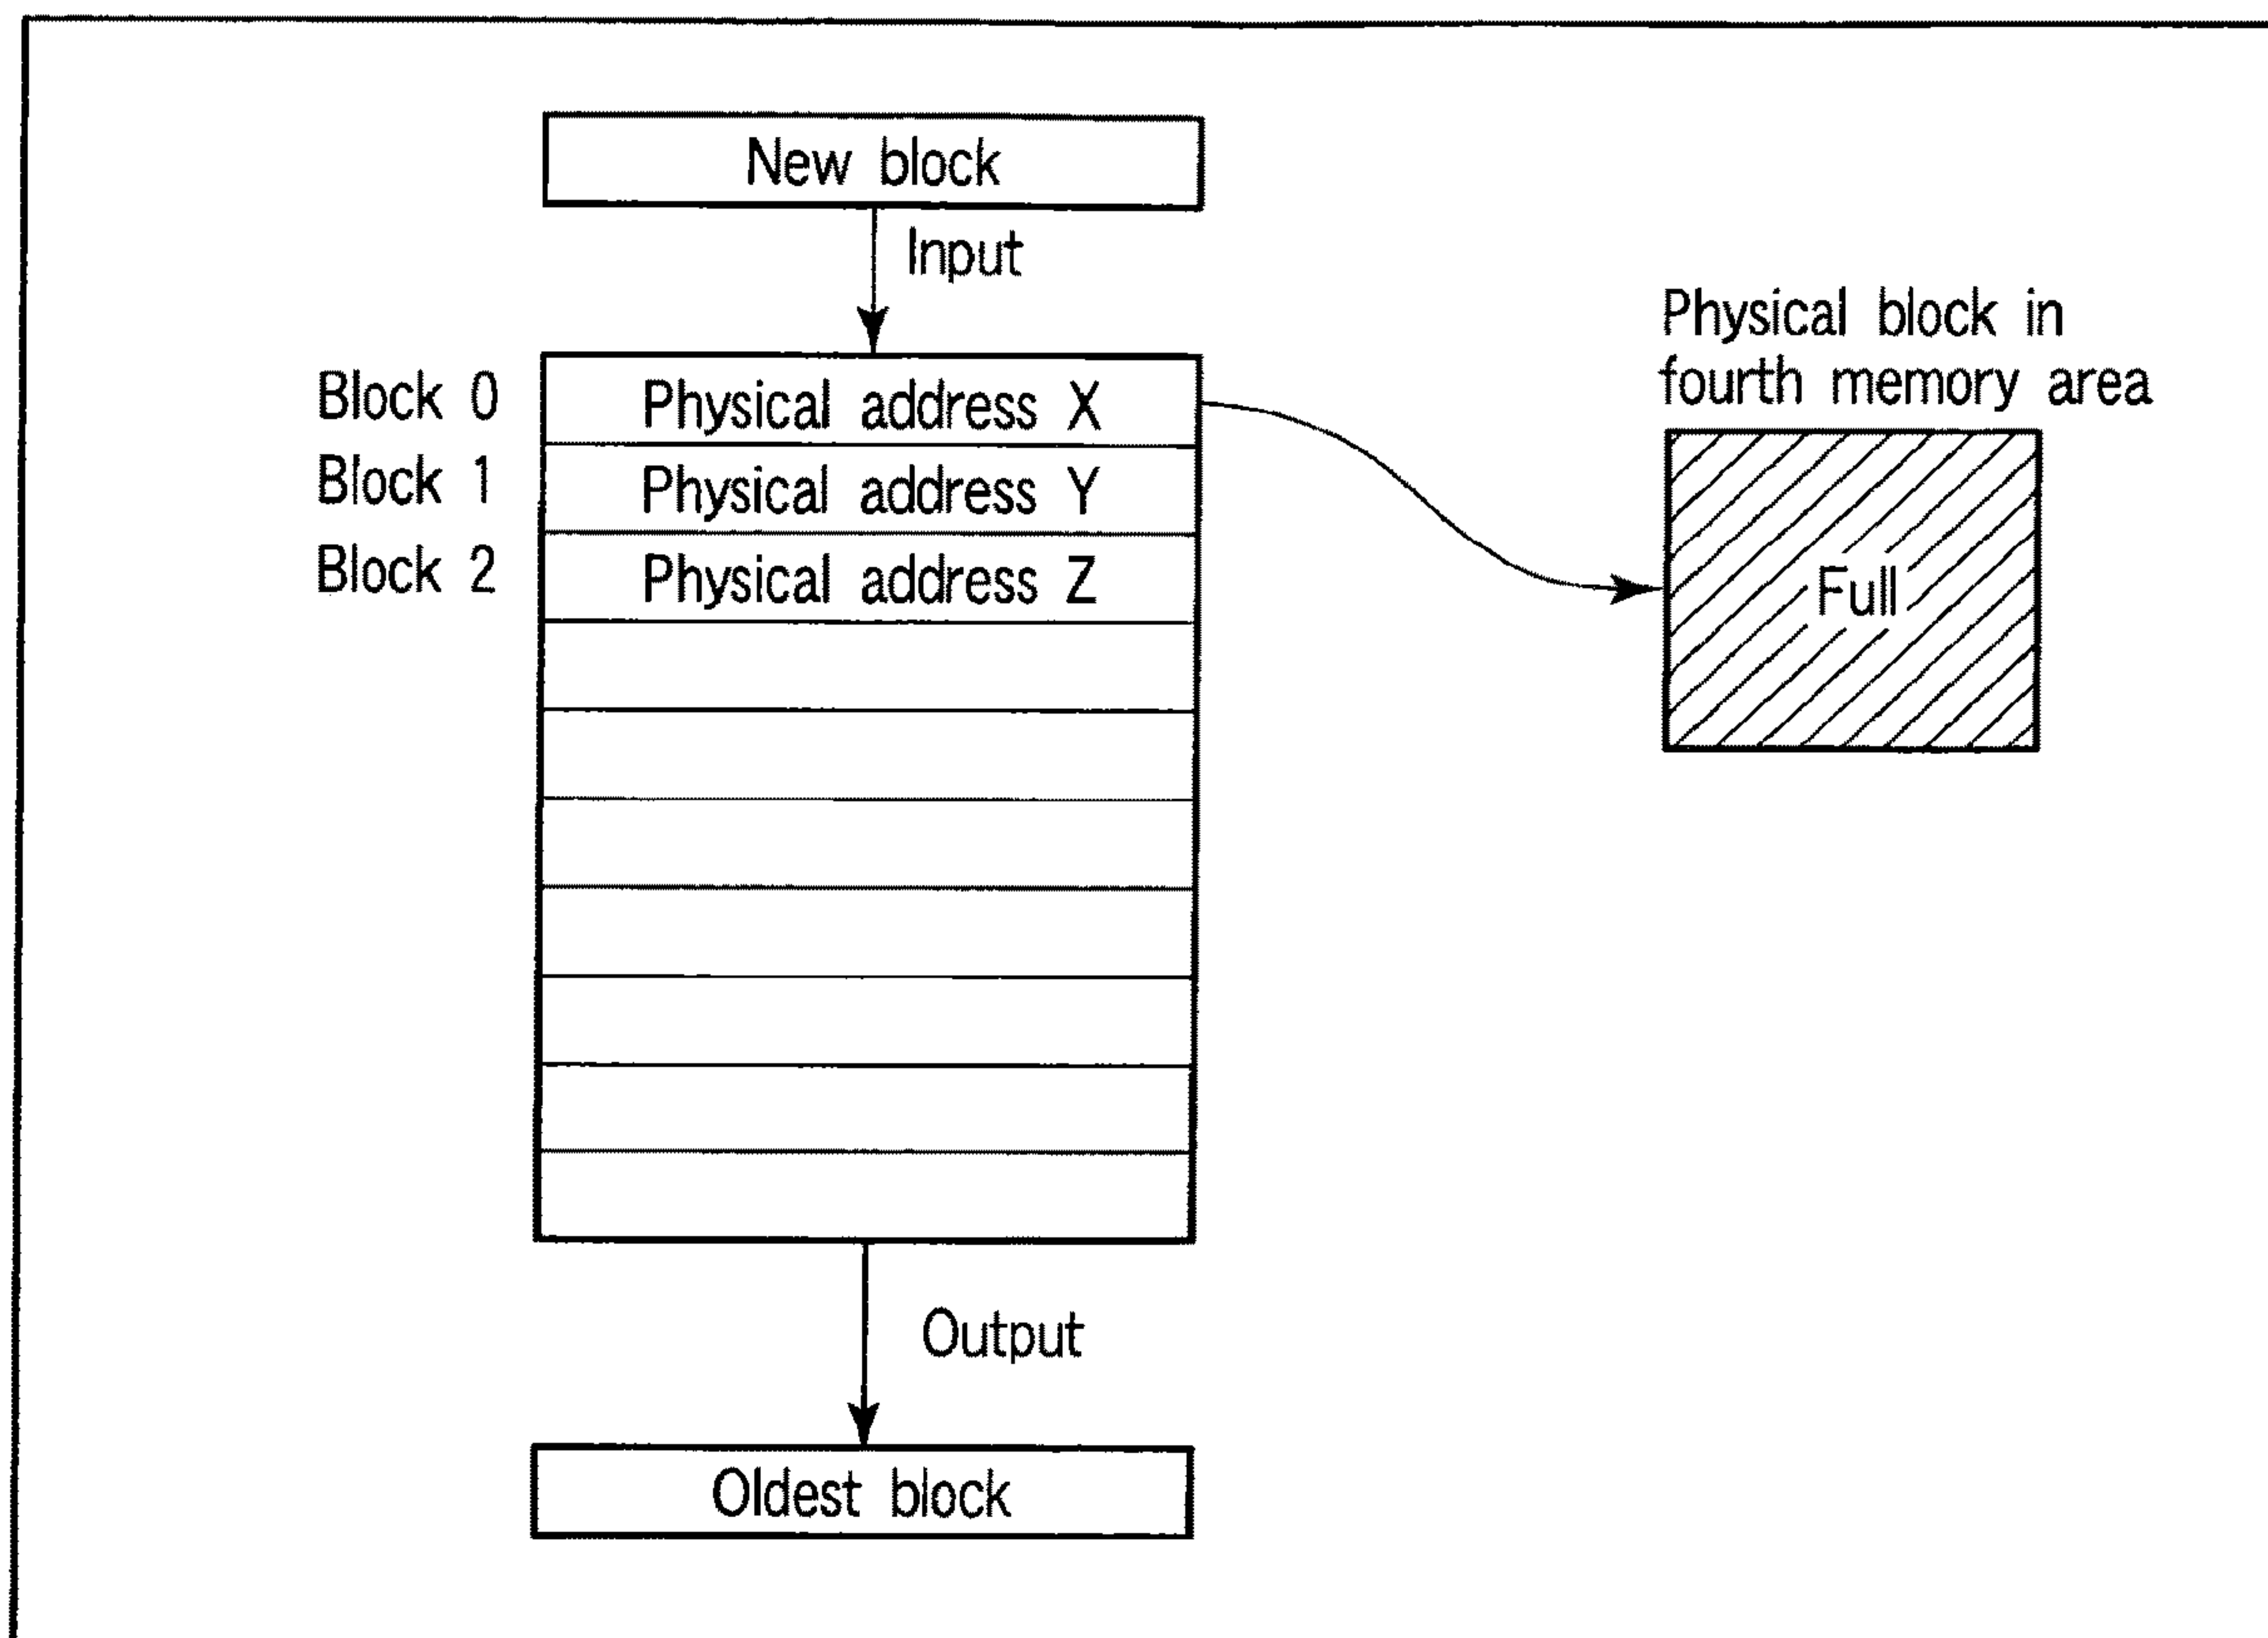 New block
Input
Physical block in
fourth memory area
Block 0 Physical address X
Block 1 Physical address Y
Block 2 Physical address Z
Full
Output
Oldest block